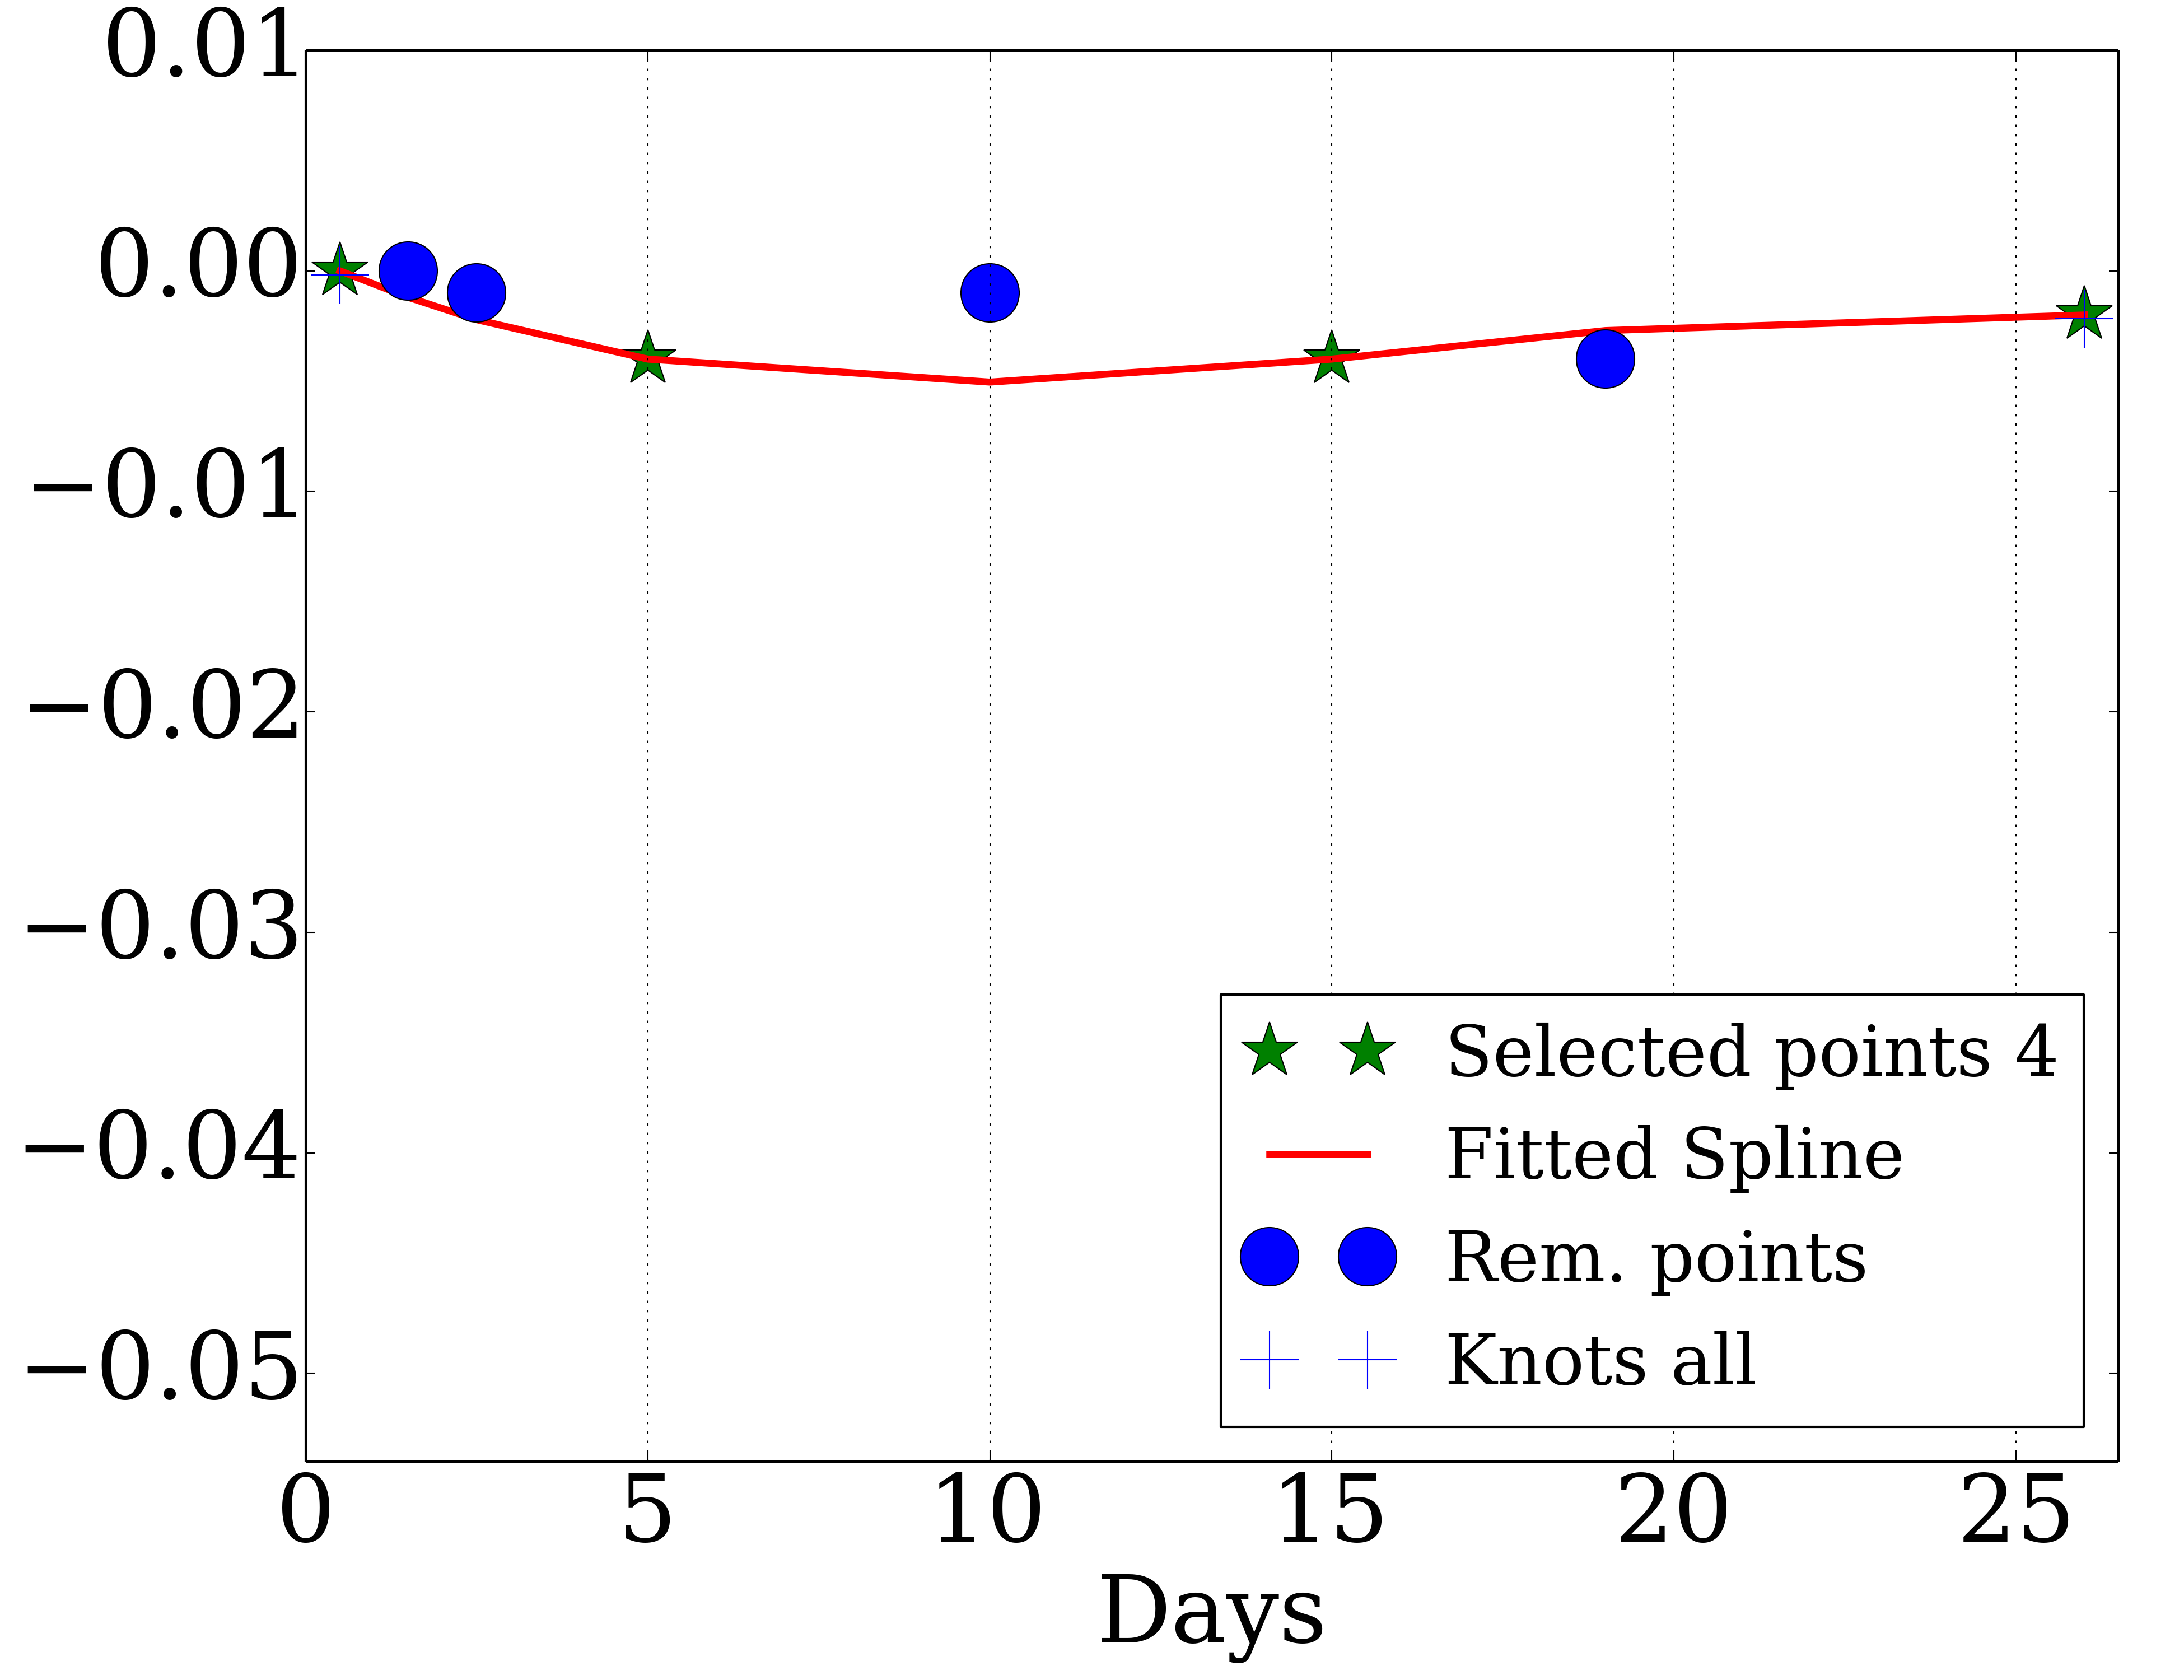 0.01
0.00
−0.01
−0.02
−0.03
−0.04
−0.05
Selected points 4
Fitted Spline
Rem. points
Knots all
0 5 10 15 20 25
Days